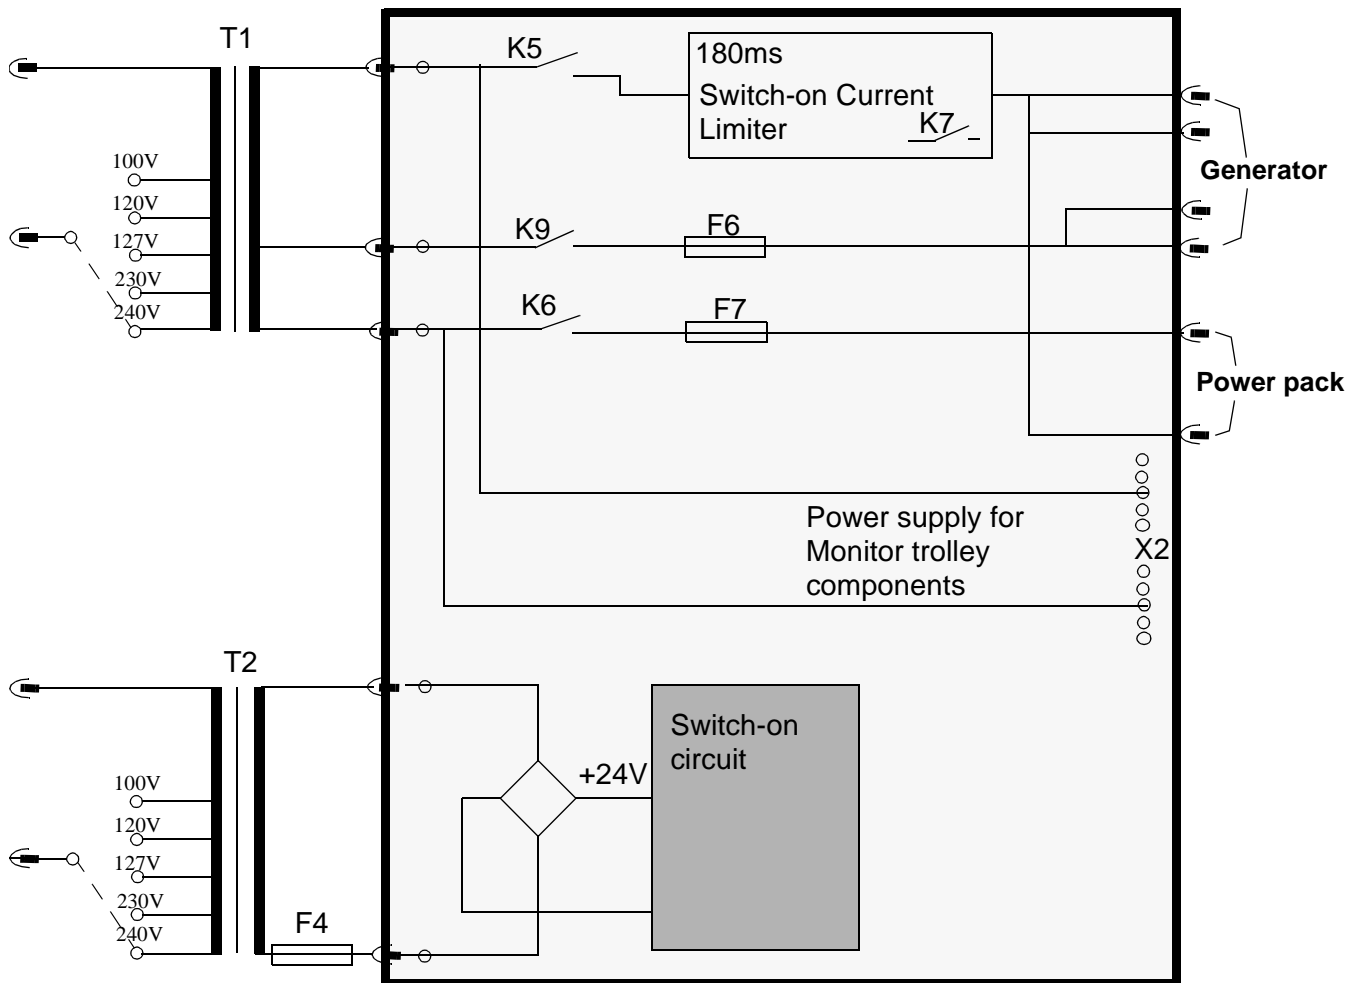 T1
K5
180ms
Switch-on Current
Limiter
K7
Generator
100V
120V
127V
230V
240V
K9
F6
K6
F7
Power pack
Power supply for
Monitor trolley
components
X2
T2
Switch-on
circuit
+24V
100V
120V
127V
230V
240V
F4